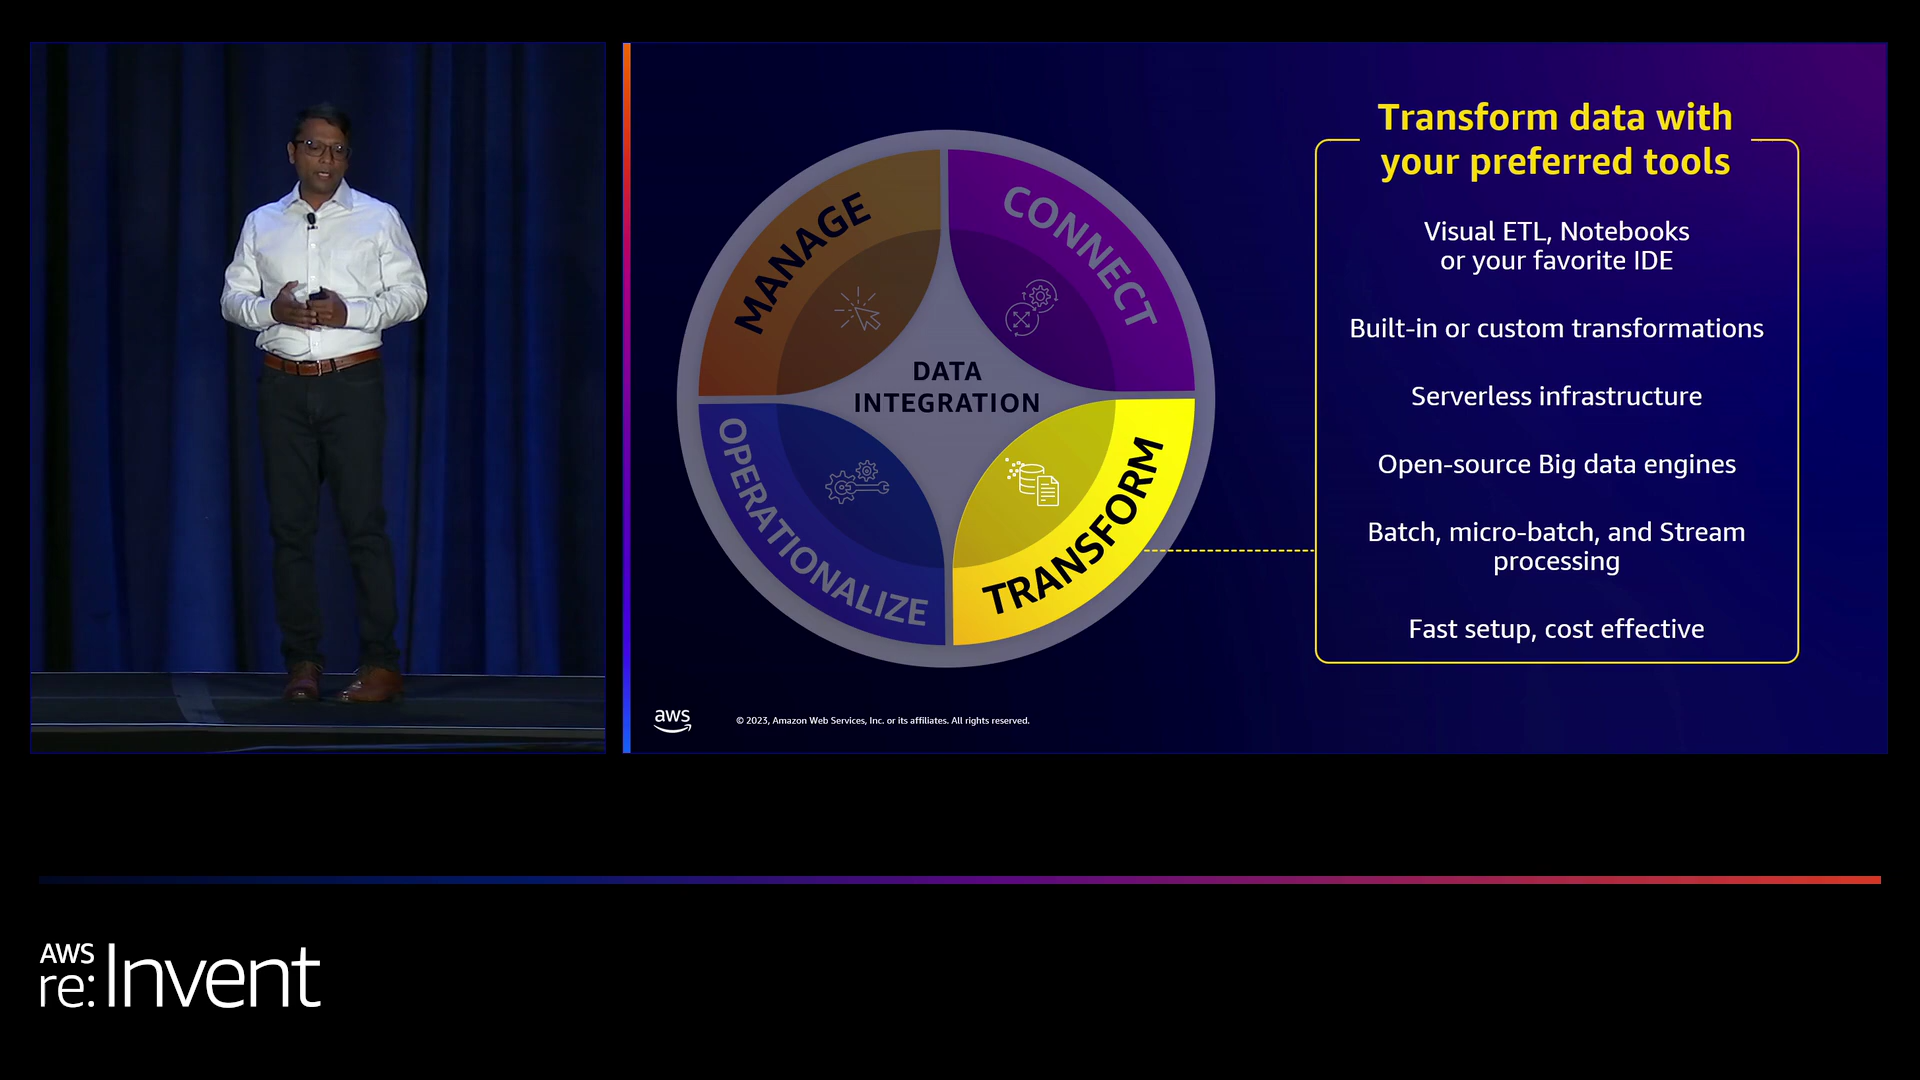 Transform data with
your preferred tools
MANAGE
CONNECT
DATA
INTEGRATION
OPERATIONALIZE
TRANSFORM
Visual ETL, Notebooks
or your favorite IDE
Built-in or custom transformations
Serverless infrastructure
Open-source Big data engines
Batch, micro-batch, and Stream
processing
Fast setup, cost effective
aws
© 2023, Amazon Web Services, Inc. or its affiliates. All rights reserved.
AWS
re:Invent